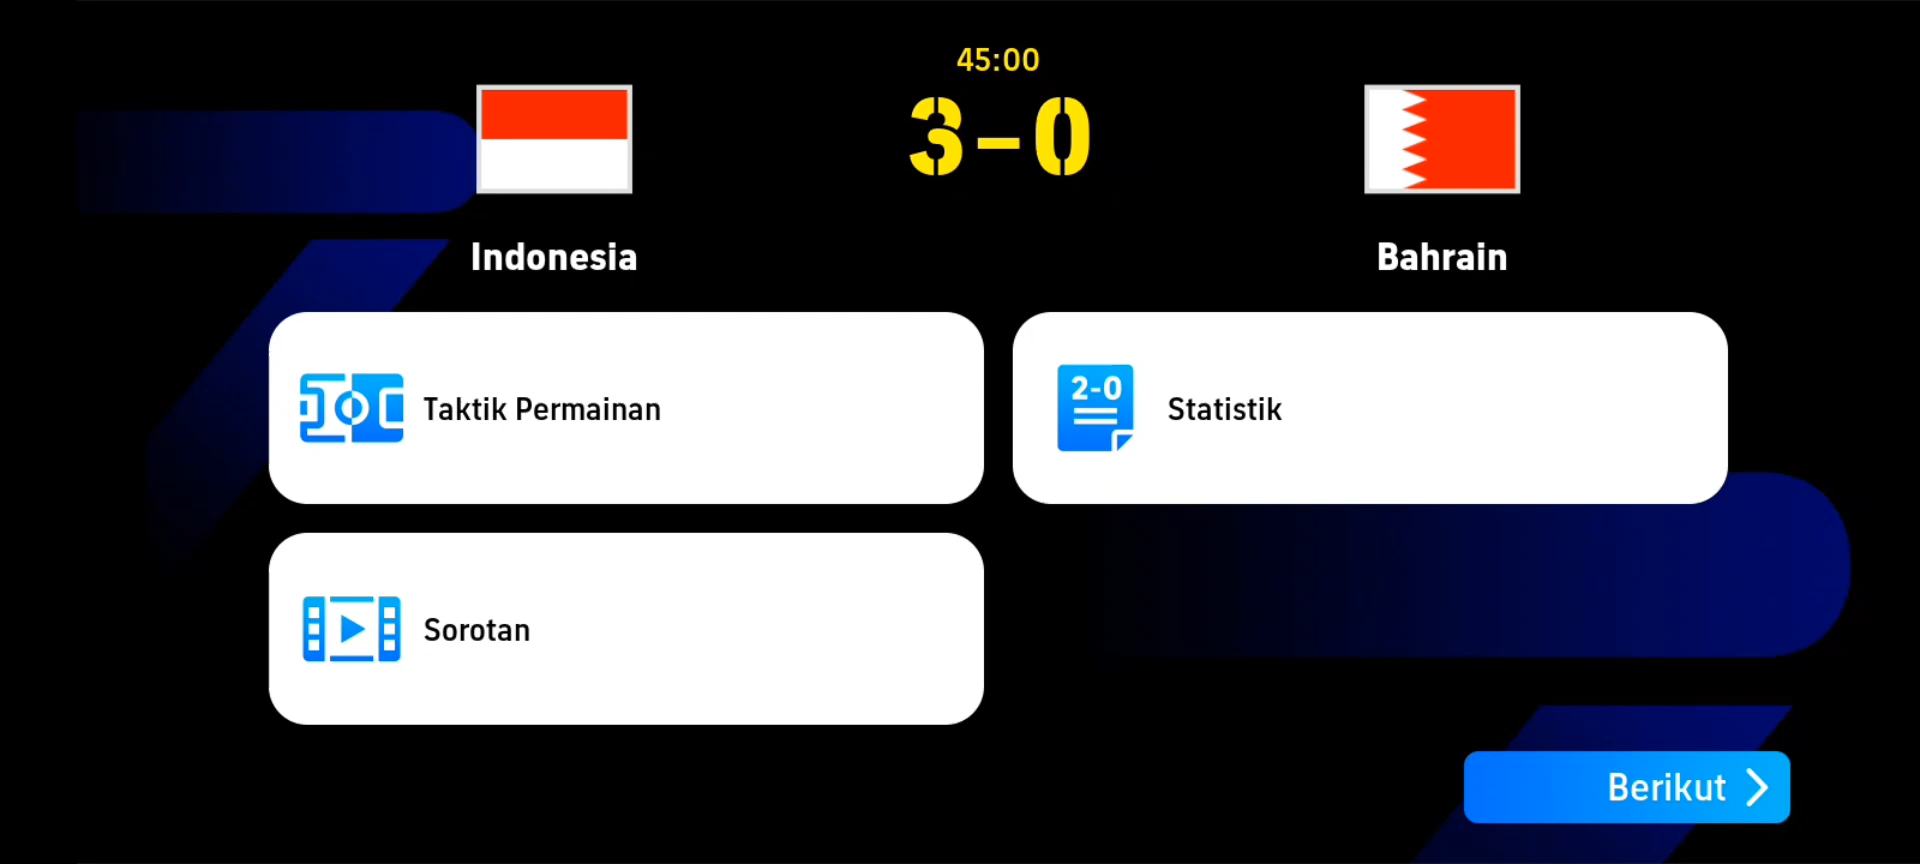 45:00
3-0
Indonesia
Bahrain
Taktik Permainan
2-0
Statistik
Sorotan
Berikut